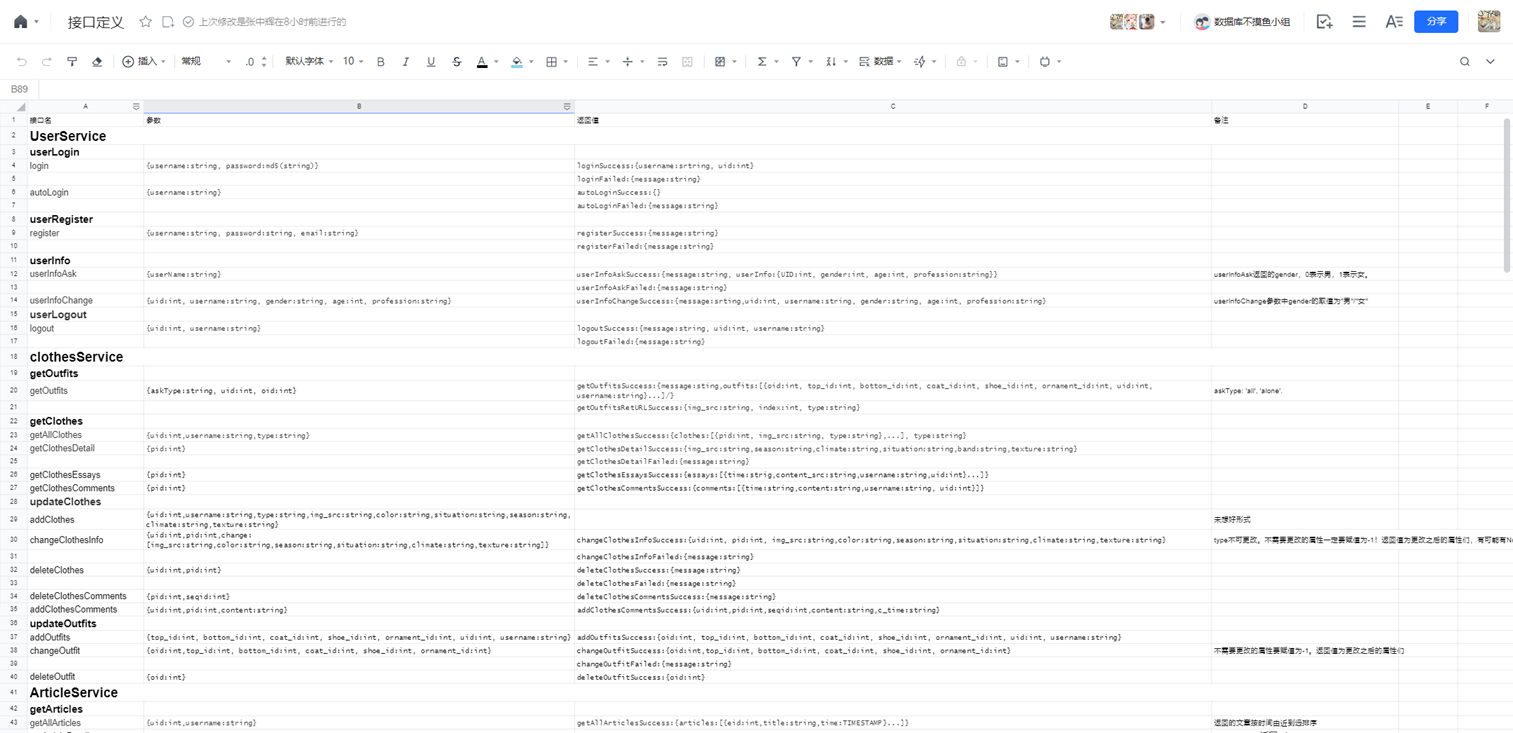 接口定义 上次修改是张中辉在8小时前进行的 数据库不摸鱼小组 分享
插入 常规 .0 默认字体 10 B I U S A 数据
B89
A B C D E F
1 接口名 参数 返回值 备注
2 UserService
3 userLogin
4 login {username:string, password:md5(string)} loginSuccess:{username:srtring, uid:int}
5 loginFailed:{message:string}
6 autoLogin {username:string} autoLoginSuccess:{}
7 autoLoginFailed:{message:string}
8 userRegister
9 register {username:string, password:string, email:string} registerSuccess:{message:string}
10 registerFailed:{message:string}
11 userInfo
12 userInfoAsk {userName:string} userInfoAskSuccess:{message:string, userInfo:{UID:int, gender:int, age:int, profession:string}} userInfoAsk返回的gender，0表示男，1表示女。
13 userInfoAskFailed:{message:string}
14 userInfoChange {uid:int, username:string, gender:string, age:int, profession:string} userInfoChangeSuccess:{message:srting,uid:int, username:string, gender:string, age:int, profession:string} userInfoChange参数中gender的取值为"男"/"女"
15 userLogout
16 logout {uid:int, username:string} logoutSuccess:{message:string, uid:int, username:string}
17 logoutFailed:{message:string}
18 clothesService
19 getOutfits
20 getOutfits {askType:string, uid:int, oid:int} getOutfitsSuccess:{message:sting,outfits:[{oid:int, top_id:int, bottom_id:int, coat_id:int, shoe_id:int, ornament_id:int, uid:int, askType: 'all', 'alone'.
username:string}...]/}
21 getOutfitsRetURLSuccess:{img_src:string, index:int, type:string}
22 getClothes
23 getAllClothes {uid:int,username:string,type:string} getAllClothesSuccess:{clothes:[{pid:int, img_src:string, type:string},...], type:string}
24 getClothesDetail {pid:int} getClothesDetailSuccess:{img_src:string,season:string,climate:string,situation:string,band:string,texture:string}
25 getClothesDetailFailed:{message:string}
26 getClothesEssays {pid:int} getClothesEssaysSuccess:{essays:[{time:strig,content_src:string,username:string,uid:int}...]}
27 getClothesComments {pid:int} getClothesCommentsSuccess:{comments:[{time:string,content:string,username:string, uid:int}]}
28 updateClothes
29 addClothes {uid:int,username:string,type:string,img_src:string,color:string,situation:string,season:string, 未想好形式
climate:string,texture:string}
30 changeClothesInfo {uid:int,pid:int,change: changeClothesInfoSuccess:{uid:int, pid:int, img_src:string,color:string,season:string,situation:string,climate:string,texture:string} type不可更改。不需要更改的属性一定要赋值为-1！返回值为更改之后的属性们，有可能有N
[img_src:string,color:string,season:string,situation:string,climate:string,texture:string]}
31 changeClothesInfoFailed:{message:string}
32 deleteClothes {uid:int,pid:int} deleteClothesSuccess:{message:string}
33 deleteClothesFailed:{message:string}
34 deleteClothesComments {pid:int,seqid:int} deleteClothesCommentsSuccess:{message:string}
35 addClothesComments {uid:int,pid:int,content:string} addClothesCommentsSuccess:{uid:int,pid:int,seqid:int,content:string,c_time:string}
36 updateOutfits
37 addOutfits {top_id:int, bottom_id:int, coat_id:int, shoe_id:int, ornament_id:int, uid:int, username:string} addOutfitsSuccess:{oid:int, top_id:int, bottom_id:int, coat_id:int, shoe_id:int, ornament_id:int, uid:int, username:string}
38 changeOutfit {oid:int,top_id:int, bottom_id:int, coat_id:int, shoe_id:int, ornament_id:int} changeOutfitSuccess:{oid:int,top_id:int, bottom_id:int, coat_id:int, shoe_id:int, ornament_id:int} 不需要更改的属性要赋值为-1。返回值为更改之后的属性们
39 changeOutfitFailed:{message:string}
40 deleteOutfit {oid:int} deleteOutfitSuccess:{oid:int}
41 ArticleService
42 getArticles
43 getAllArticles {uid:int,username:string} getAllArticlesSuccess:{articles:[{eid:int,title:string,time:TIMESTAMP}...]} 返回的文章按时间由近到远排序